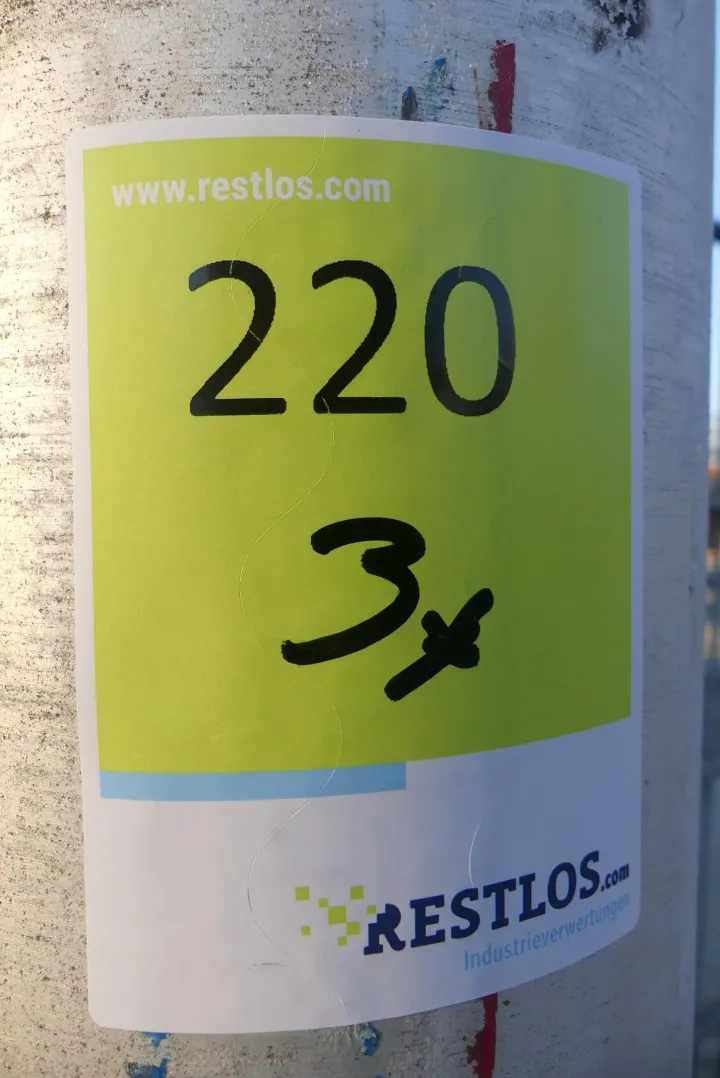 www.restlos.com
220
3x
RESTLOS.com
Industrieverwertungen